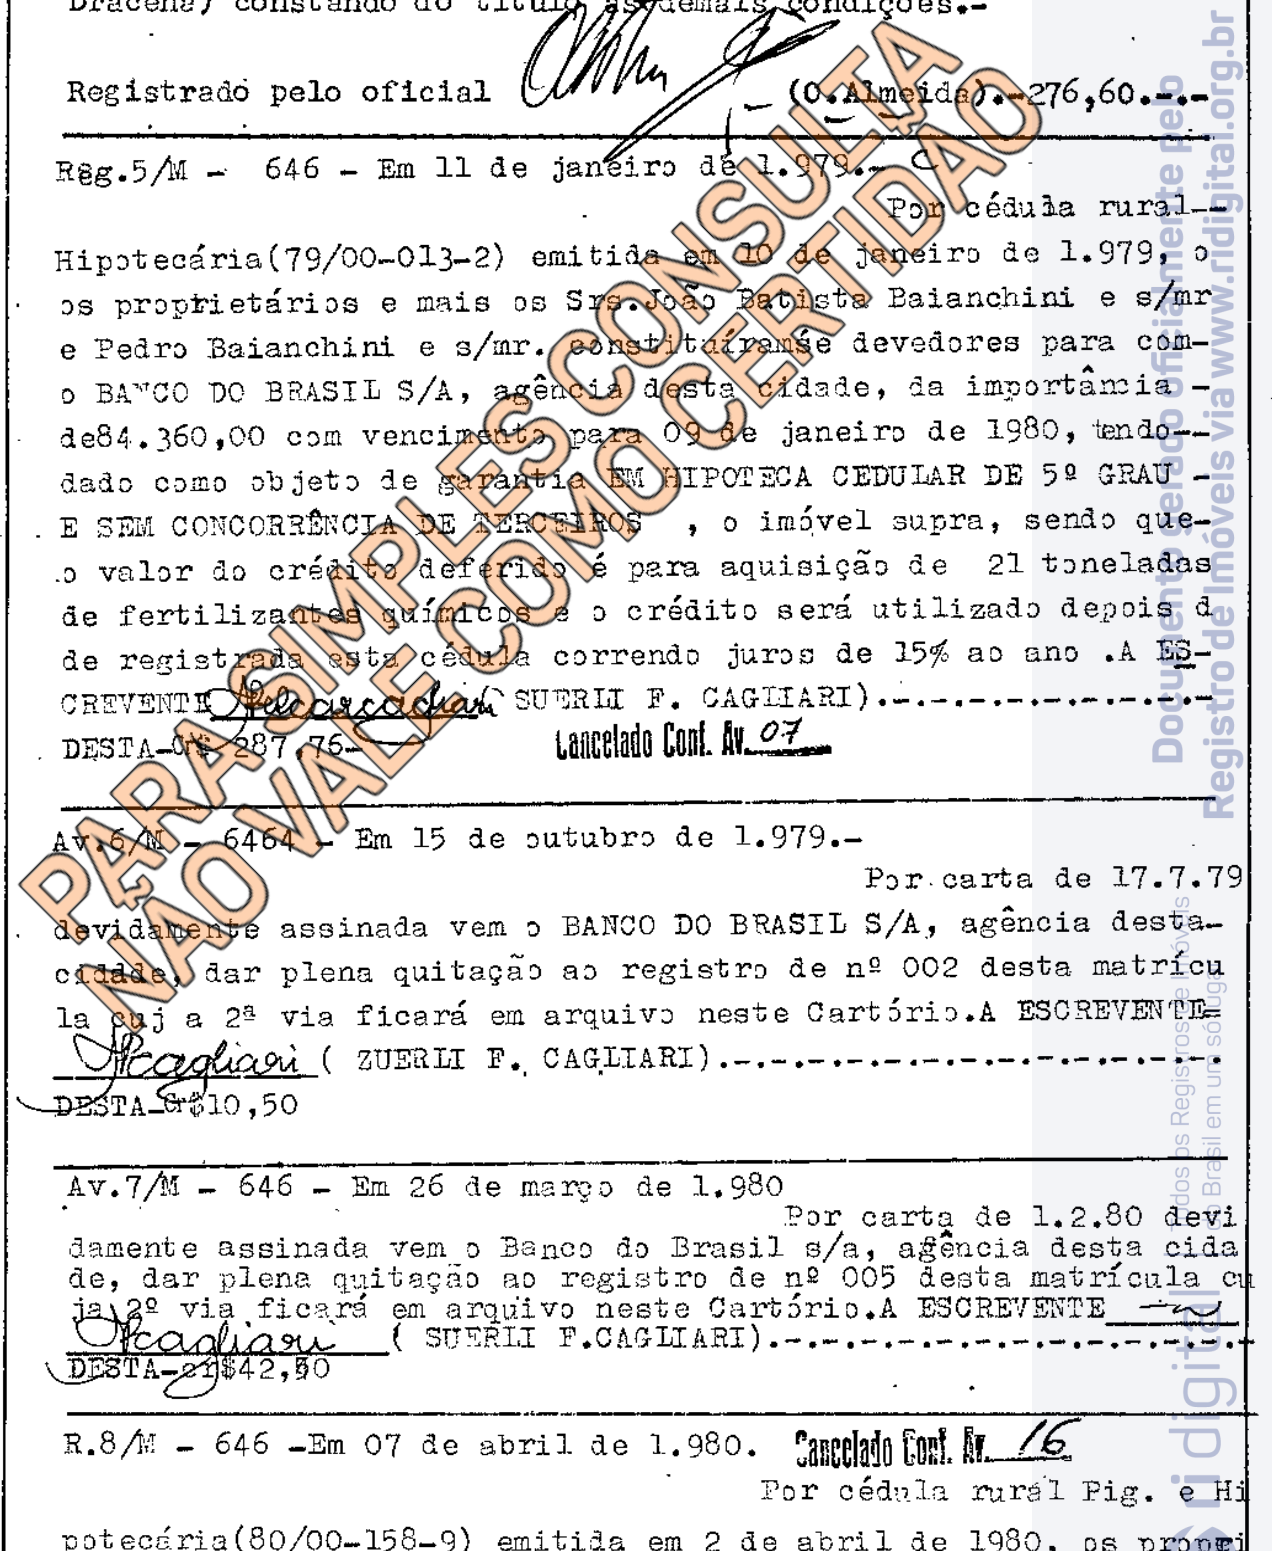 Dracena) constando do título as demais condições.-
Registrado pelo oficial (O.Almeida).-276,60.-.-
Reg.5/M - 646 - Em 11 de janeiro de 1.979.-
Por cédula rural--
Hipotecária(79/00-013-2) emitida em 10 de janeiro de 1.979, o
os proprietários e mais os Srs.João Batista Baianchini e s/mr
e Pedro Baianchini e s/mr. constituíramse devedores para com-
o BANCO DO BRASIL S/A, agência desta cidade, da importância -
de84.360,00 com vencimento para 09 de janeiro de 1980, tendo--
dado como objeto de garantia EM HIPOTECA CEDULAR DE 5º GRAU -
E SEM CONCORRÊNCIA DE TERCEIROS , o imóvel supra, sendo que-
.o valor do crédito deferido é para aquisição de 21 toneladas
de fertilizantes químicos e o crédito será utilizado depois d
de registrada esta cédula correndo juros de 15% ao ano .A ES-
CREVENTE ( SUERLI F. CAGLIARI).-.-.-.-.-.-.-.-.-
DESTA-Cr$ 287,76- Cancelado Conf. Av. 07
Av.6/M - 6464 - Em 15 de outubro de 1.979.-
Por carta de 17.7.79
devidamente assinada vem o BANCO DO BRASIL S/A, agência desta-
cidade, dar plena quitação ao registro de nº 002 desta matrícu
la cuj a 2ª via ficará em arquivo neste Cartório.A ESCREVENTE=
( ZUERLI F. CAGLIARI).-.-.-.-.-.-.-.-.-.-.-.-.-.
DESTA-Cr$10,50
Av.7/M - 646 - Em 26 de março de 1.980
Por carta de 1.2.80 devi
damente assinada vem o Banco do Brasil s/a, agência desta cida
de, dar plena quitação ao registro de nº 005 desta matrícula cu
ja 2º via ficará em arquivo neste Cartório.A ESCREVENTE
( SUERLI F.CAGLIARI).-.-.-.-.-.-.-.-.-.-.-.-
DESTA-cr$42,50
R.8/M - 646 -Em 07 de abril de 1.980. Cancelado Conf. Av. 16
Por cédula rural Pig. e Hi
potecária(80/00-158-9) emitida em 2 de abril de 1980, os propri
PARA SIMPLES CONSULTA
NÃO VALE COMO CERTIDÃO
Documento gerado oficialmente pelo
Registro de Imóveis via www.ridigital.org.br
Todos os Registros de Imóveis
do Brasil em um só lugar
ri digital